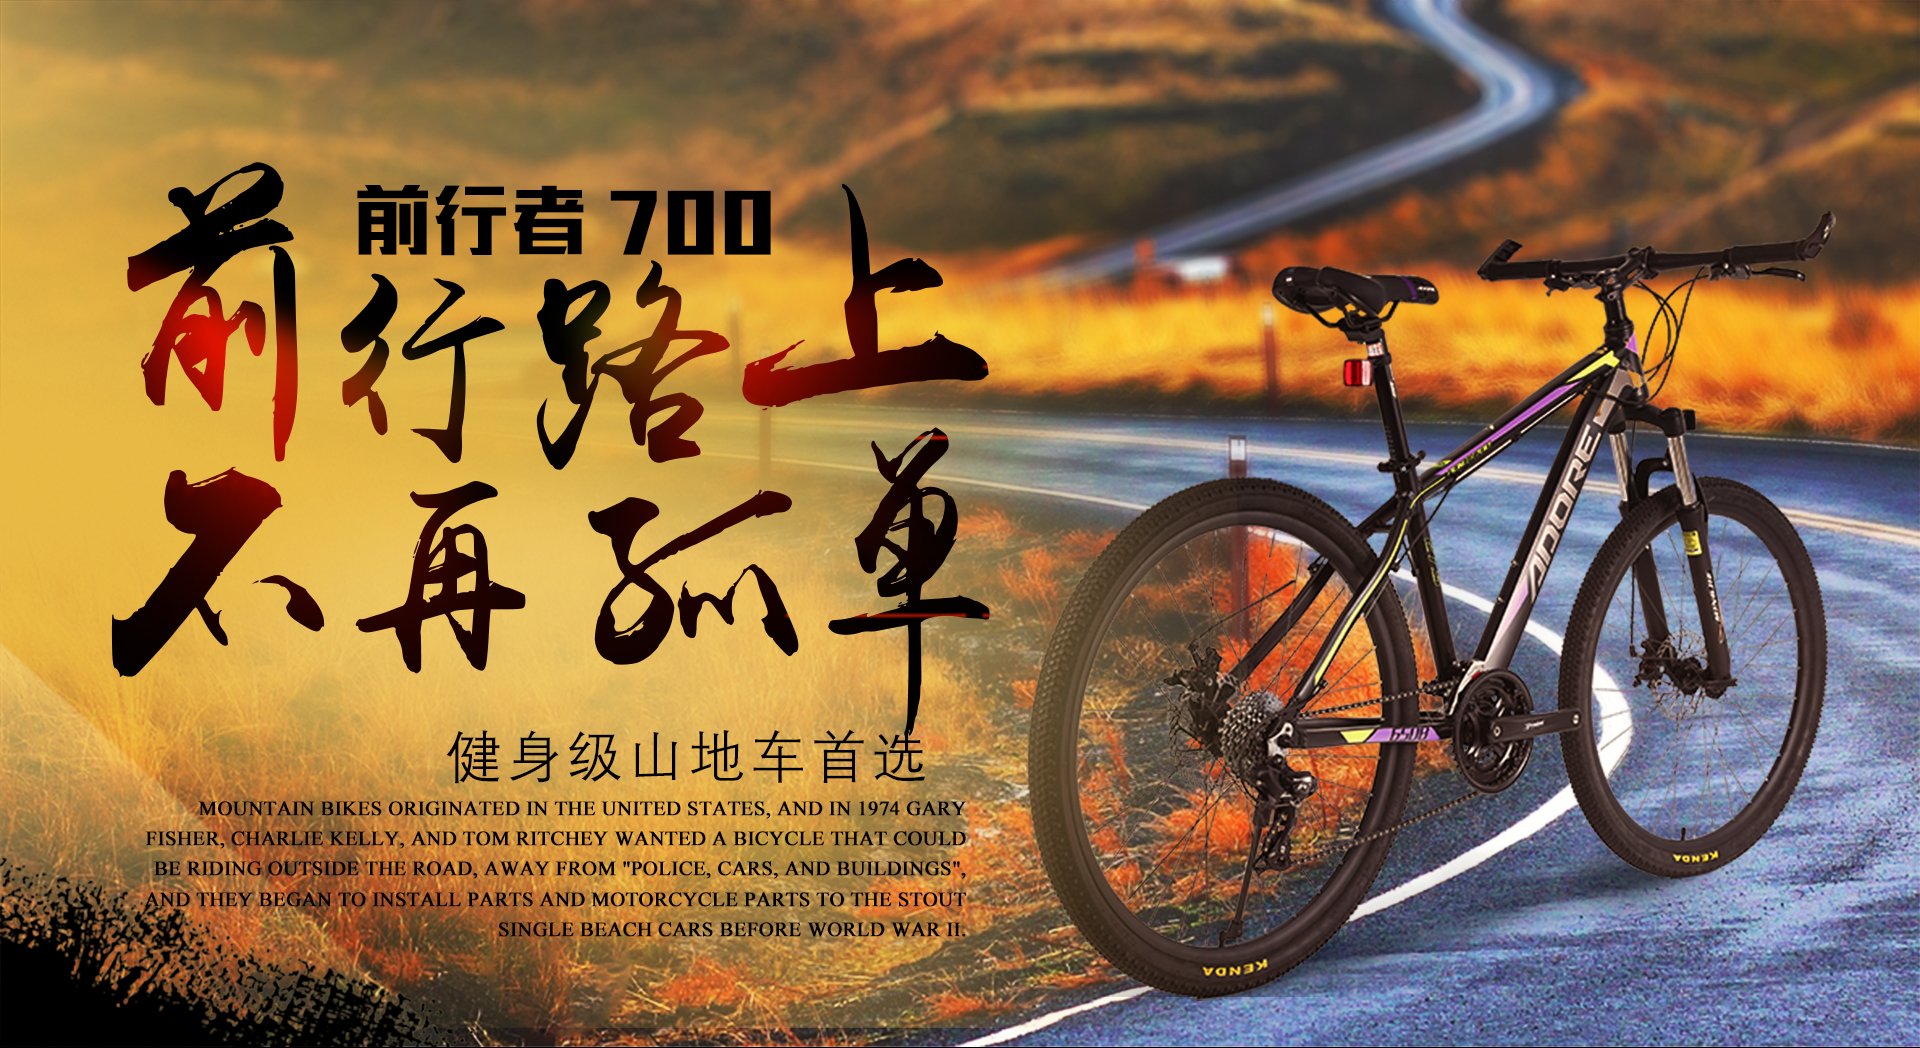 前行者 700
前行路上
不再孤单
健身级山地车首选
MOUNTAIN BIKES ORIGINATED IN THE UNITED STATES, AND IN 1974 GARY
FISHER, CHARLIE KELLY, AND TOM RITCHEY WANTED A BICYCLE THAT COULD
BE RIDING OUTSIDE THE ROAD, AWAY FROM "POLICE, CARS, AND BUILDINGS",
AND THEY BEGAN TO INSTALL PARTS AND MOTORCYCLE PARTS TO THE STOUT
SINGLE BEACH CARS BEFORE WORLD WAR II.
ADORE
650B
KENDA
KENDA